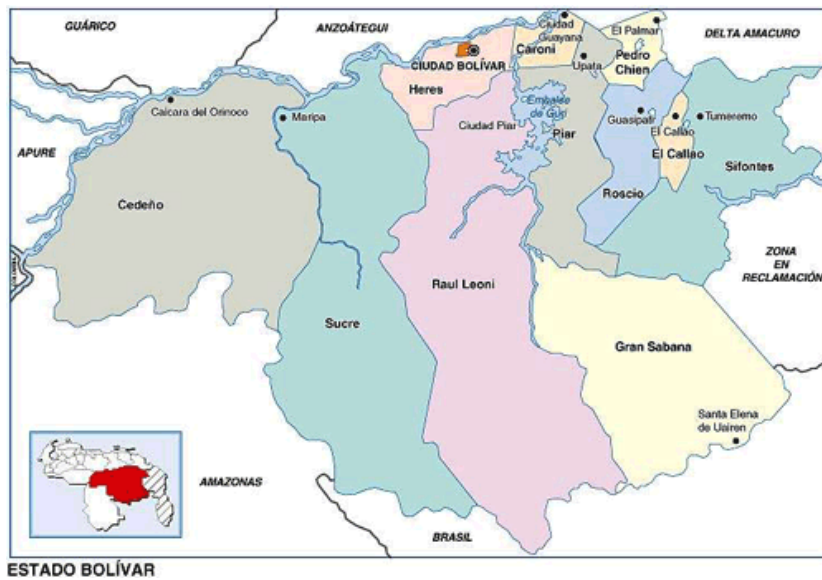 GUÁRICO
ANZOÁTEGUI
Ciudad
Guayana
El Palmar
DELTA AMACURO
Caroni
Upata
Pedro
Chien
CIUDAD BOLÍVAR
Heres
Caicara del Orinoco
Maripa
Embalse
de Guri
Ciudad Piar
Piar
Guasipati
El Callao
Tumeremo
El Callao
Sifontes
APURE
Cedeño
Roscio
ZONA
EN
RECLAMACIÓN
Raul Leoni
Sucre
Gran Sabana
Santa Elena
de Uairen
AMAZONAS
BRASIL
ESTADO BOLÍVAR